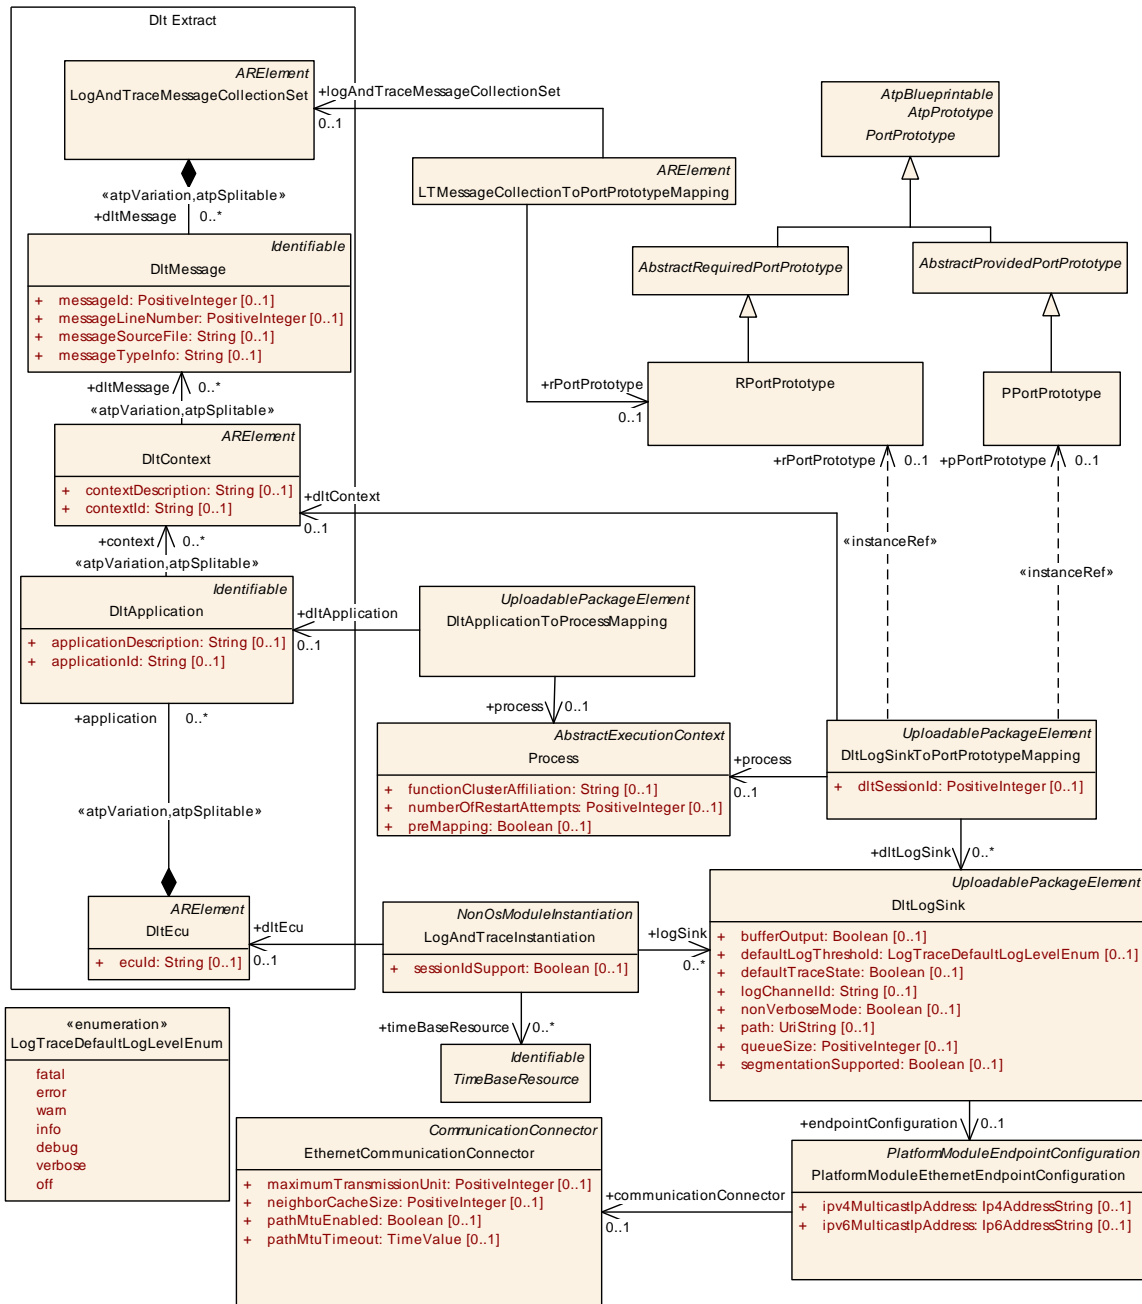 Dlt Extract
ARElement
LogAndTraceMessageCollectionSet
+logAndTraceMessageCollectionSet
0..1
AtpBlueprintable
AtpPrototype
PortPrototype
ARElement
LTMessageCollectionToPortPrototypeMapping
«atpVariation,atpSplitable»
+dltMessage
0..*
Identifiable
DltMessage
+ messageId: PositiveInteger [0..1]
+ messageLineNumber: PositiveInteger [0..1]
+ messageSourceFile: String [0..1]
+ messageTypeInfo: String [0..1]
AbstractRequiredPortPrototype
AbstractProvidedPortPrototype
+dltMessage
0..*
«atpVariation,atpSplitable»
+rPortPrototype
0..1
RPortPrototype
PPortPrototype
ARElement
DltContext
+ contextDescription: String [0..1]
+ contextId: String [0..1]
+dltContext
0..1
+rPortPrototype
0..1
+pPortPrototype
0..1
«instanceRef»
«instanceRef»
+context
0..*
«atpVariation,atpSplitable»
Identifiable
DltApplication
+ applicationDescription: String [0..1]
+ applicationId: String [0..1]
+dltApplication
0..1
UploadablePackageElement
DltApplicationToProcessMapping
+application
0..*
+process
0..1
AbstractExecutionContext
Process
+ functionClusterAffiliation: String [0..1]
+ numberOfRestartAttempts: PositiveInteger [0..1]
+ preMapping: Boolean [0..1]
+process
0..1
UploadablePackageElement
DltLogSinkToPortPrototypeMapping
+ dltSessionId: PositiveInteger [0..1]
«atpVariation,atpSplitable»
+dltLogSink
0..*
ARElement
DltEcu
+ ecuId: String [0..1]
+dltEcu
0..1
NonOsModuleInstantiation
LogAndTraceInstantiation
+ sessionIdSupport: Boolean [0..1]
+logSink
0..*
UploadablePackageElement
DltLogSink
+ bufferOutput: Boolean [0..1]
+ defaultLogThreshold: LogTraceDefaultLogLevelEnum [0..1]
+ defaultTraceState: Boolean [0..1]
+ logChannelId: String [0..1]
+ nonVerboseMode: Boolean [0..1]
+ path: UriString [0..1]
+ queueSize: PositiveInteger [0..1]
+ segmentationSupported: Boolean [0..1]
«enumeration»
LogTraceDefaultLogLevelEnum
fatal
error
warn
info
debug
verbose
off
+timeBaseResource
0..*
Identifiable
TimeBaseResource
+endpointConfiguration
0..1
CommunicationConnector
EthernetCommunicationConnector
+ maximumTransmissionUnit: PositiveInteger [0..1]
+ neighborCacheSize: PositiveInteger [0..1]
+ pathMtuEnabled: Boolean [0..1]
+ pathMtuTimeout: TimeValue [0..1]
+communicationConnector
0..1
PlatformModuleEndpointConfiguration
PlatformModuleEthernetEndpointConfiguration
+ ipv4MulticastIpAddress: Ip4AddressString [0..1]
+ ipv6MulticastIpAddress: Ip6AddressString [0..1]